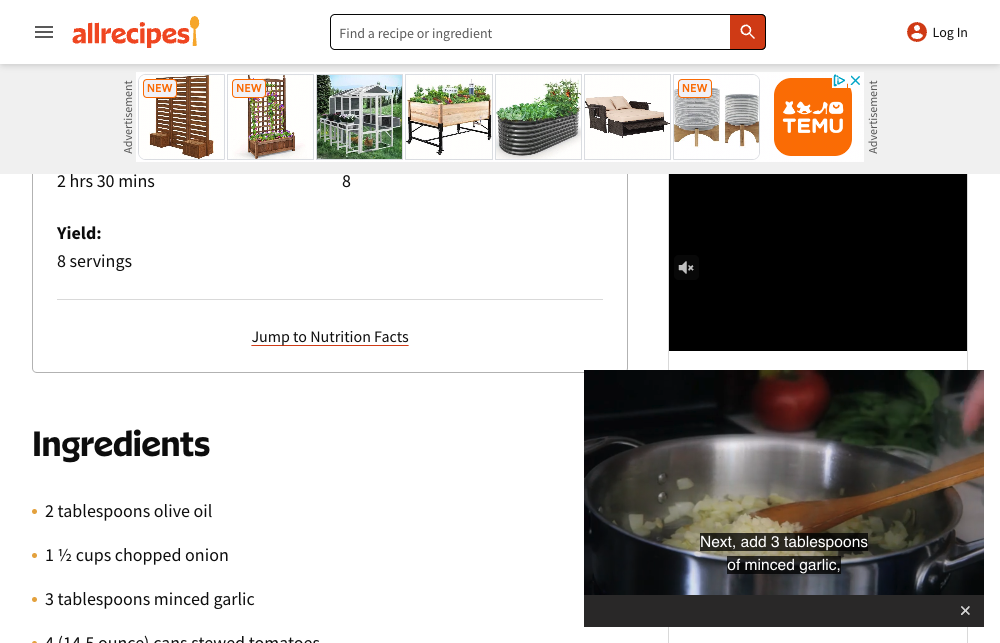 allrecipes
Find a recipe or ingredient
Log In
Advertisement
NEW
NEW
NEW
TEMU
Advertisement
2 hrs 30 mins
8
Yield:
8 servings
Jump to Nutrition Facts
Ingredients
2 tablespoons olive oil
1 ½ cups chopped onion
3 tablespoons minced garlic
4 (14.5 ounce) cans stewed tomatoes
Next, add 3 tablespoons
of minced garlic,